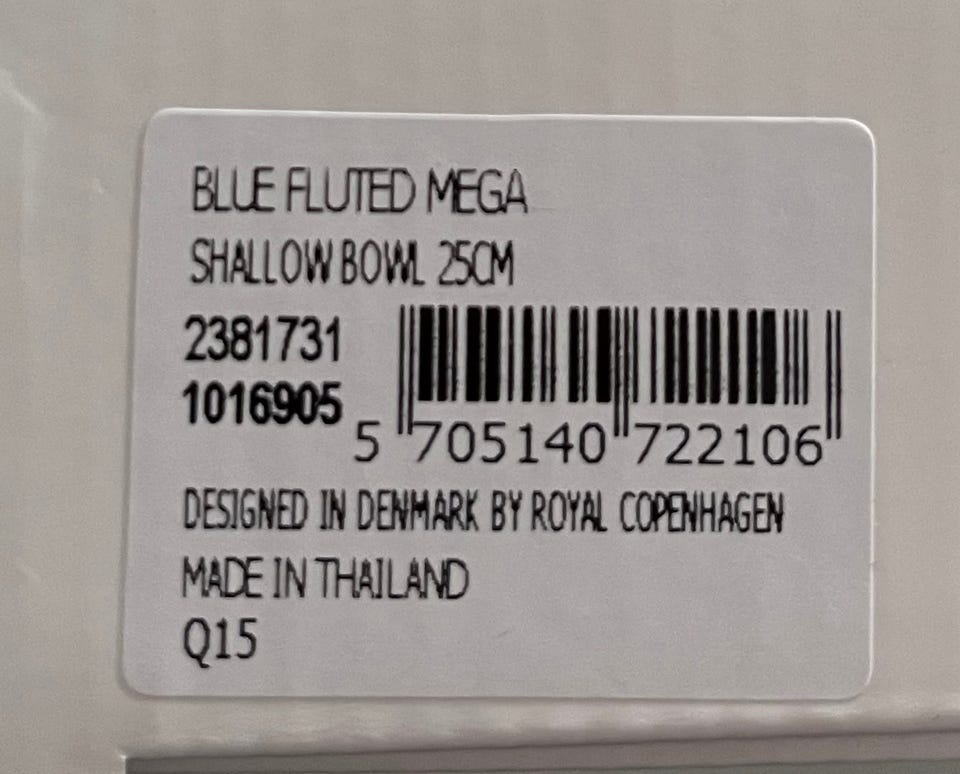 BLUE FLUTED MEGA
SHALLOW BOWL 25CM
2381731
1016905
5 705140 722106
DESIGNED IN DENMARK BY ROYAL COPENHAGEN
MADE IN THAILAND
Q15